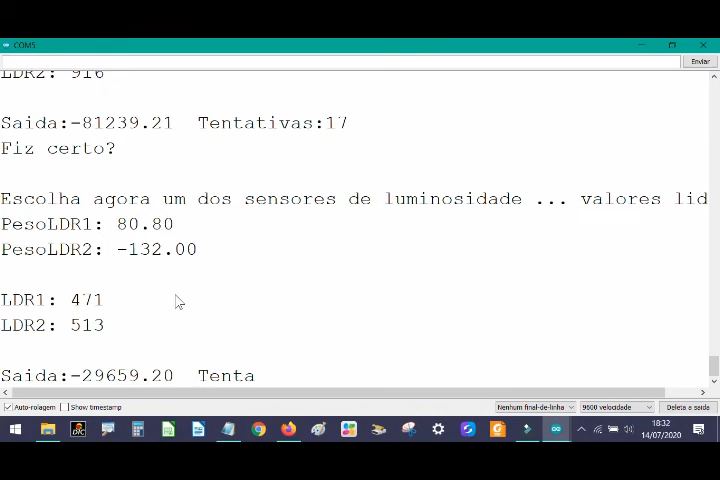 COM5
Enviar
LDR2: 916
Saida:-81239.21  Tentativas:17
Fiz certo?
Escolha agora um dos sensores de luminosidade ... valores lid
PesoLDR1: 80.80
PesoLDR2: -132.00
LDR1: 471
LDR2: 513
Saida:-29659.20  Tenta
Auto-rolagem  Show timestamp  Nenhum final-de-linha  9600 velocidade  Deleta a saida
18:32
14/07/2020